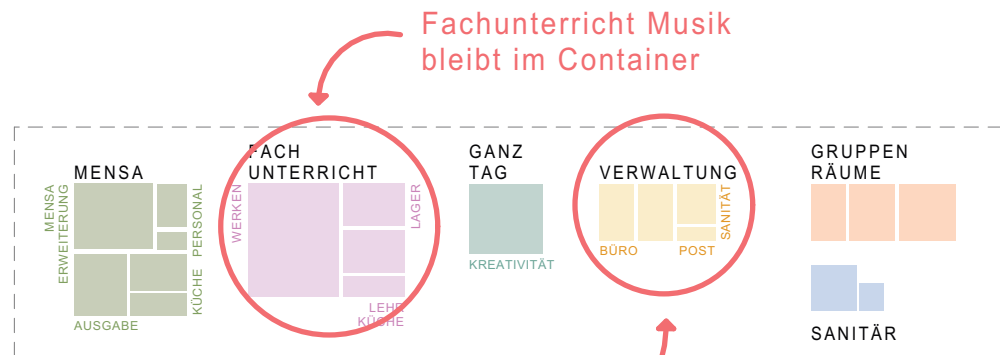 Fachunterricht Musik
bleibt im Container
MENSA
MENSA
ERWEITERUNG
PERSONAL
KÜCHE
AUSGABE
FACH
UNTERRICHT
WERKEN
LAGER
LEHR
KÜCHE
GANZ
TAG
KREATIVITÄT
VERWALTUNG
SANITÄT
BÜRO
POST
GRUPPEN
RÄUME
SANITÄR